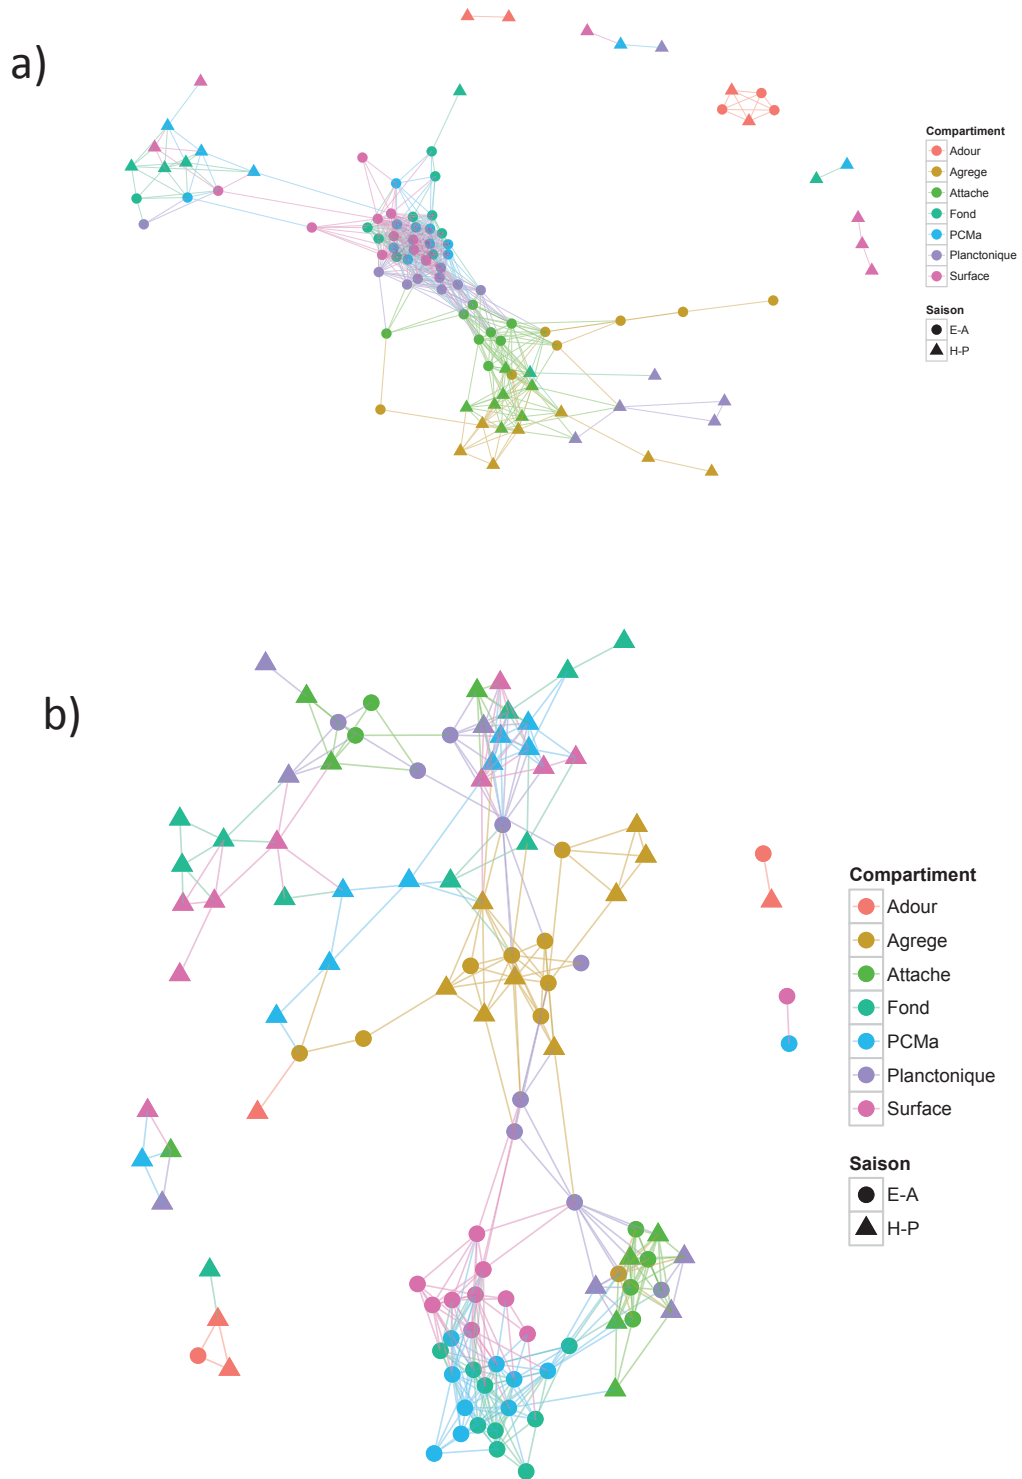 a)
Compartiment
Adour
Agrege
Attache
Fond
PCMa
Planctonique
Surface
Saison
E-A
H-P
b)
Compartiment
Adour
Agrege
Attache
Fond
PCMa
Planctonique
Surface
Saison
E-A
H-P